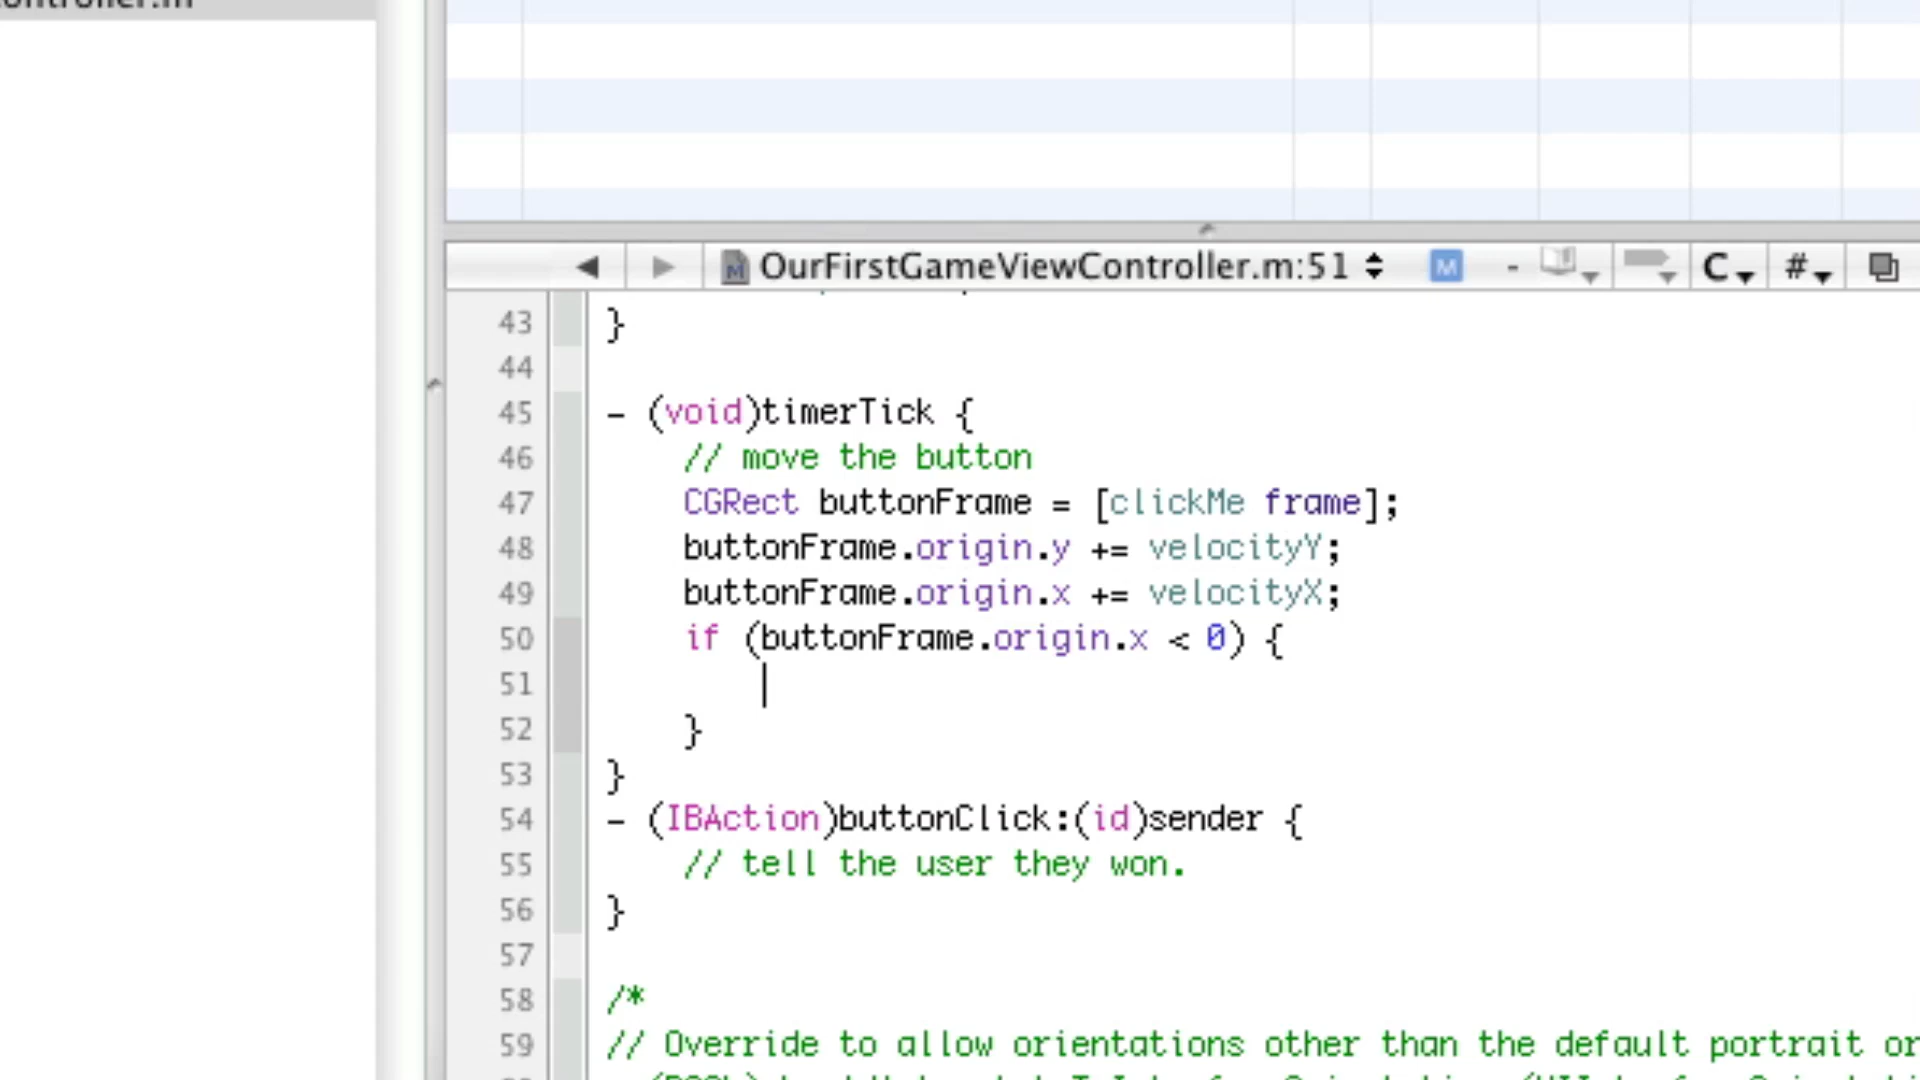 ontroller.m
OurFirstGameViewController.m:51 M - C #
43 }
44
45 - (void)timerTick {
46 // move the button
47 CGRect buttonFrame = [clickMe frame];
48 buttonFrame.origin.y += velocityY;
49 buttonFrame.origin.x += velocityX;
50 if (buttonFrame.origin.x < 0) {
51
52 }
53 }
54 - (IBAction)buttonClick:(id)sender {
55 // tell the user they won.
56 }
57
58 /*
59 // Override to allow orientations other than the default portrait or